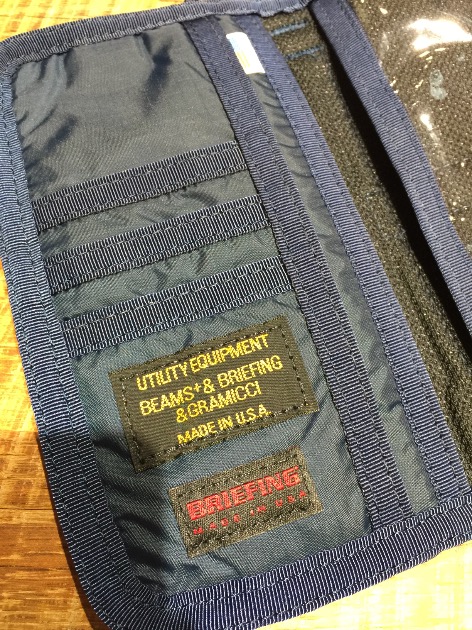 UTILITY EQUIPMENT
BEAMS+ & BRIEFING
& GRAMICCI
MADE IN U.S.A.
BRIEFING
MADE IN USA